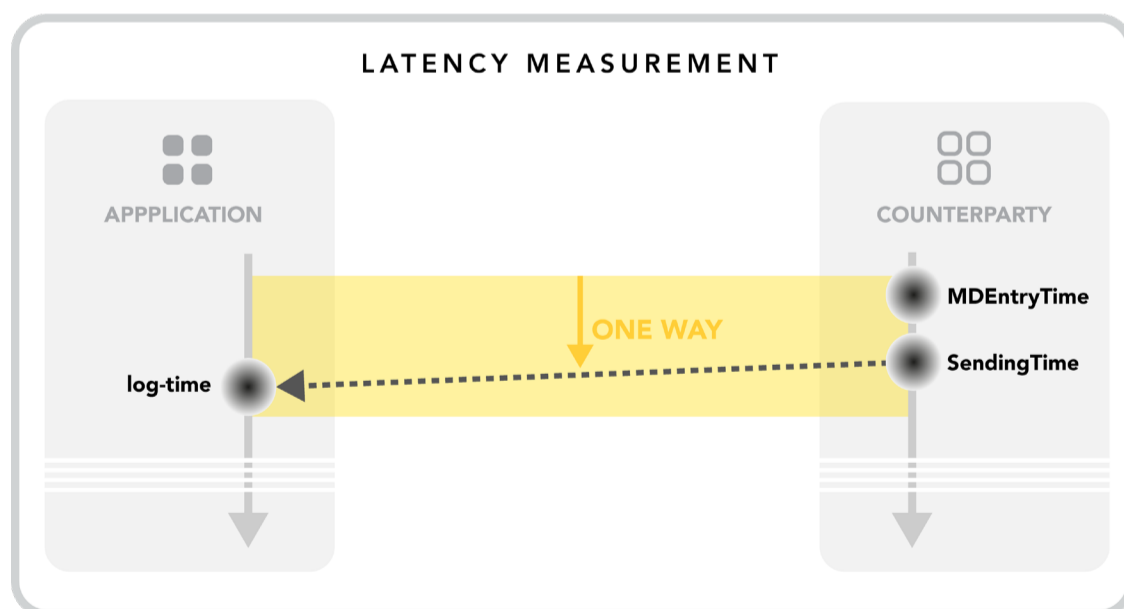 LATENCY MEASUREMENT
APPPLICATION
COUNTERPARTY
MDEntryTime
ONE WAY
SendingTime
log-time